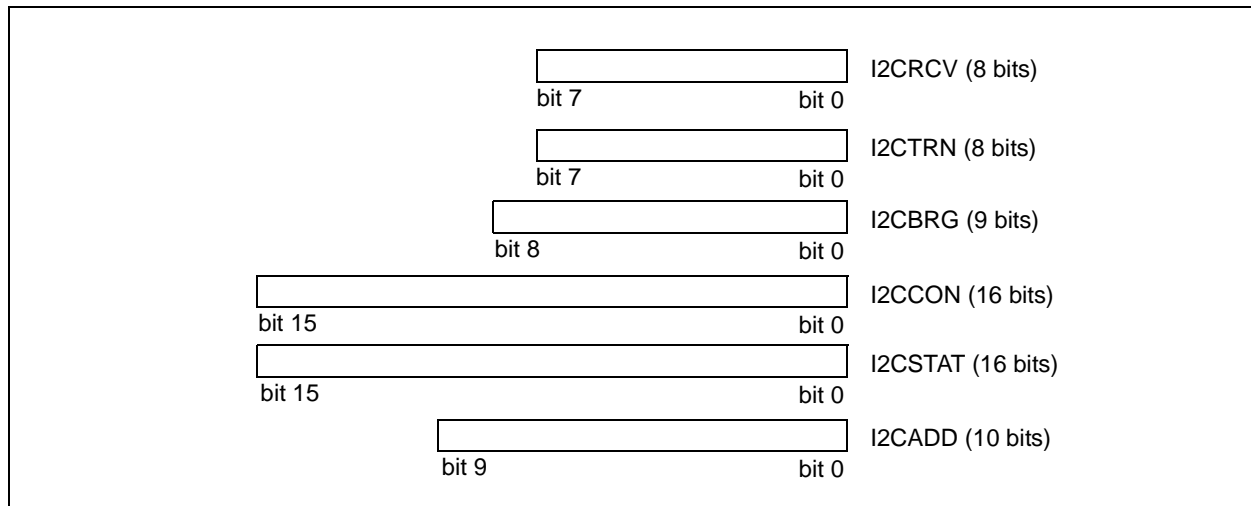 I2CRCV (8 bits)
bit 7 bit 0
I2CTRN (8 bits)
bit 7 bit 0
I2CBRG (9 bits)
bit 8 bit 0
I2CCON (16 bits)
bit 15 bit 0
I2CSTAT (16 bits)
bit 15 bit 0
I2CADD (10 bits)
bit 9 bit 0